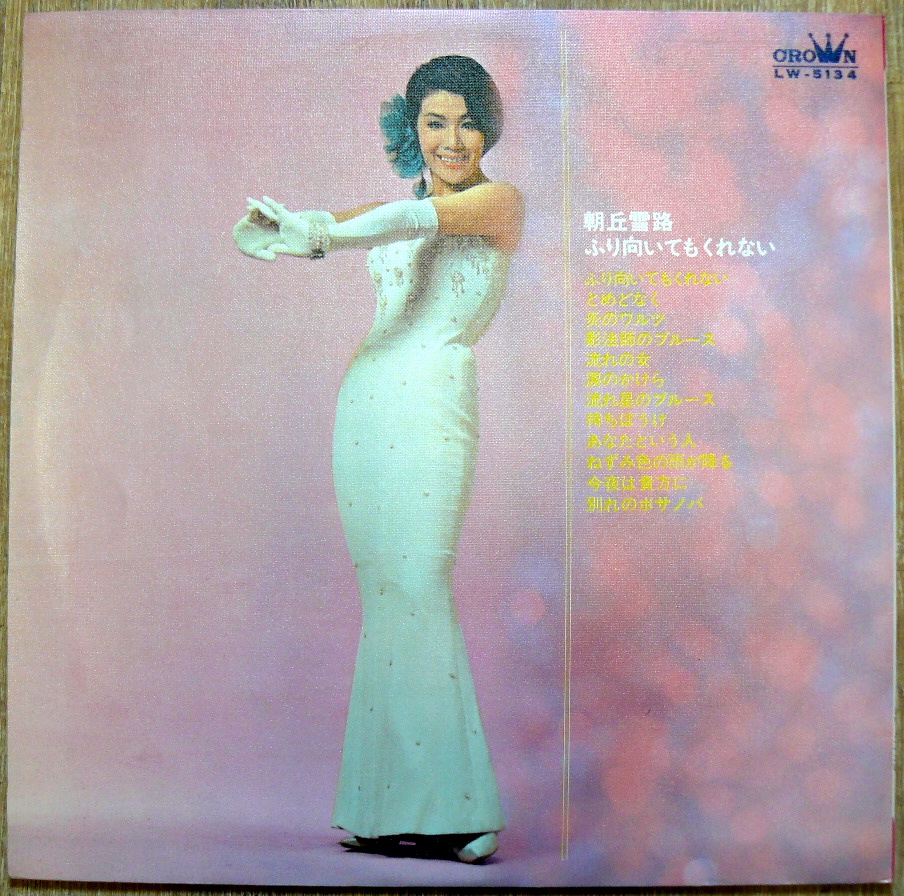 CROWN
LW-5134
朝丘雪路
ふり向いてもくれない
ふり向いてもくれない
とめどなく
炎のワルツ
影法師のブルース
流れの女
涙のかけら
流れ星のブルース
待ちぼうけ
あなたという人
ねずみ色の雨が降る
今夜は貴方に
別れのボサノバ